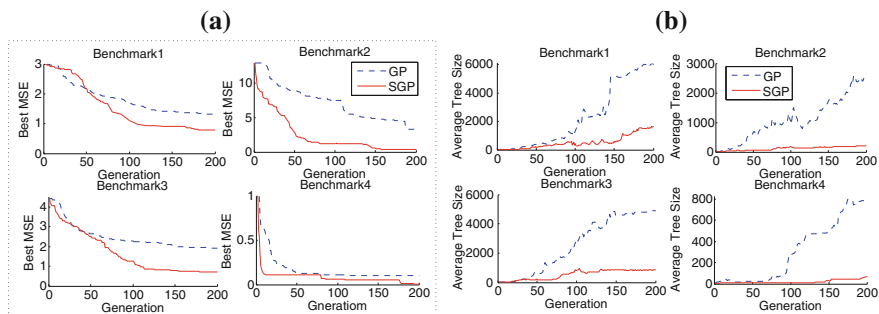 (a)
(b)
Benchmark1
3
2
1
0
Best MSE
0 50 100 150 200
Generation
Benchmark2
GP
SGP
10
5
0
Best MSE
0 50 100 150 200
Generation
Benchmark3
4
3
2
1
Best MSE
0 50 100 150 200
Gneration
Benchmark4
1
0.5
0
Best MSE
0 50 100 150 200
Gneratiom
Benchmark1
6000
4000
2000
0
Average Tree Size
0 50 100 150 200
Generation
Benchmark2
GP
SGP
3000
2000
1000
0
Average Tree Size
0 50 100 150 200
Generation
Benchmark3
6000
4000
2000
0
Average Tree Size
0 50 100 150 200
Generation
Benchmark4
800
600
400
200
0
Average Tree Size
0 50 100 150 200
Generation